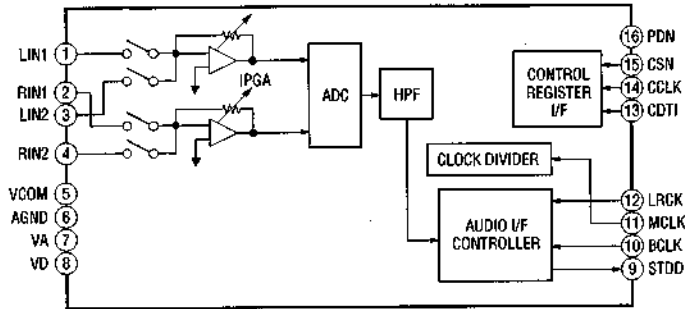 LIN1 1
RIN1 2
LIN2 3
RIN2 4
VCOM 5
AGND 6
VA 7
VD 8
IPGA
ADC
HPF
CONTROL
REGISTER
I/F
CLOCK DIVIDER
AUDIO I/F
CONTROLLER
16 PDN
15 CSN
14 CCLK
13 CDTI
12 LRCK
11 MCLK
10 BCLK
9 STDD